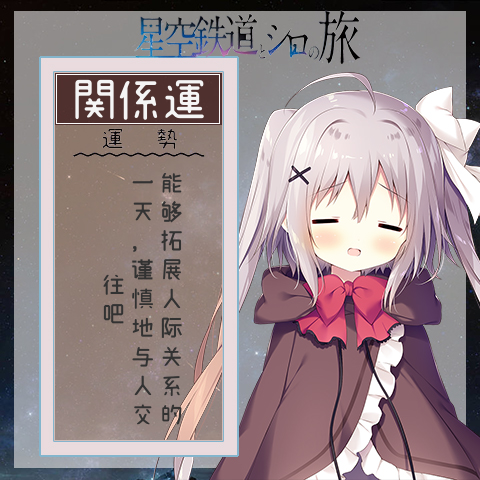 星空鉄道とシロの旅
関係運
運勢
能够拓展人际关系的
一天，谨慎地与人交
往吧